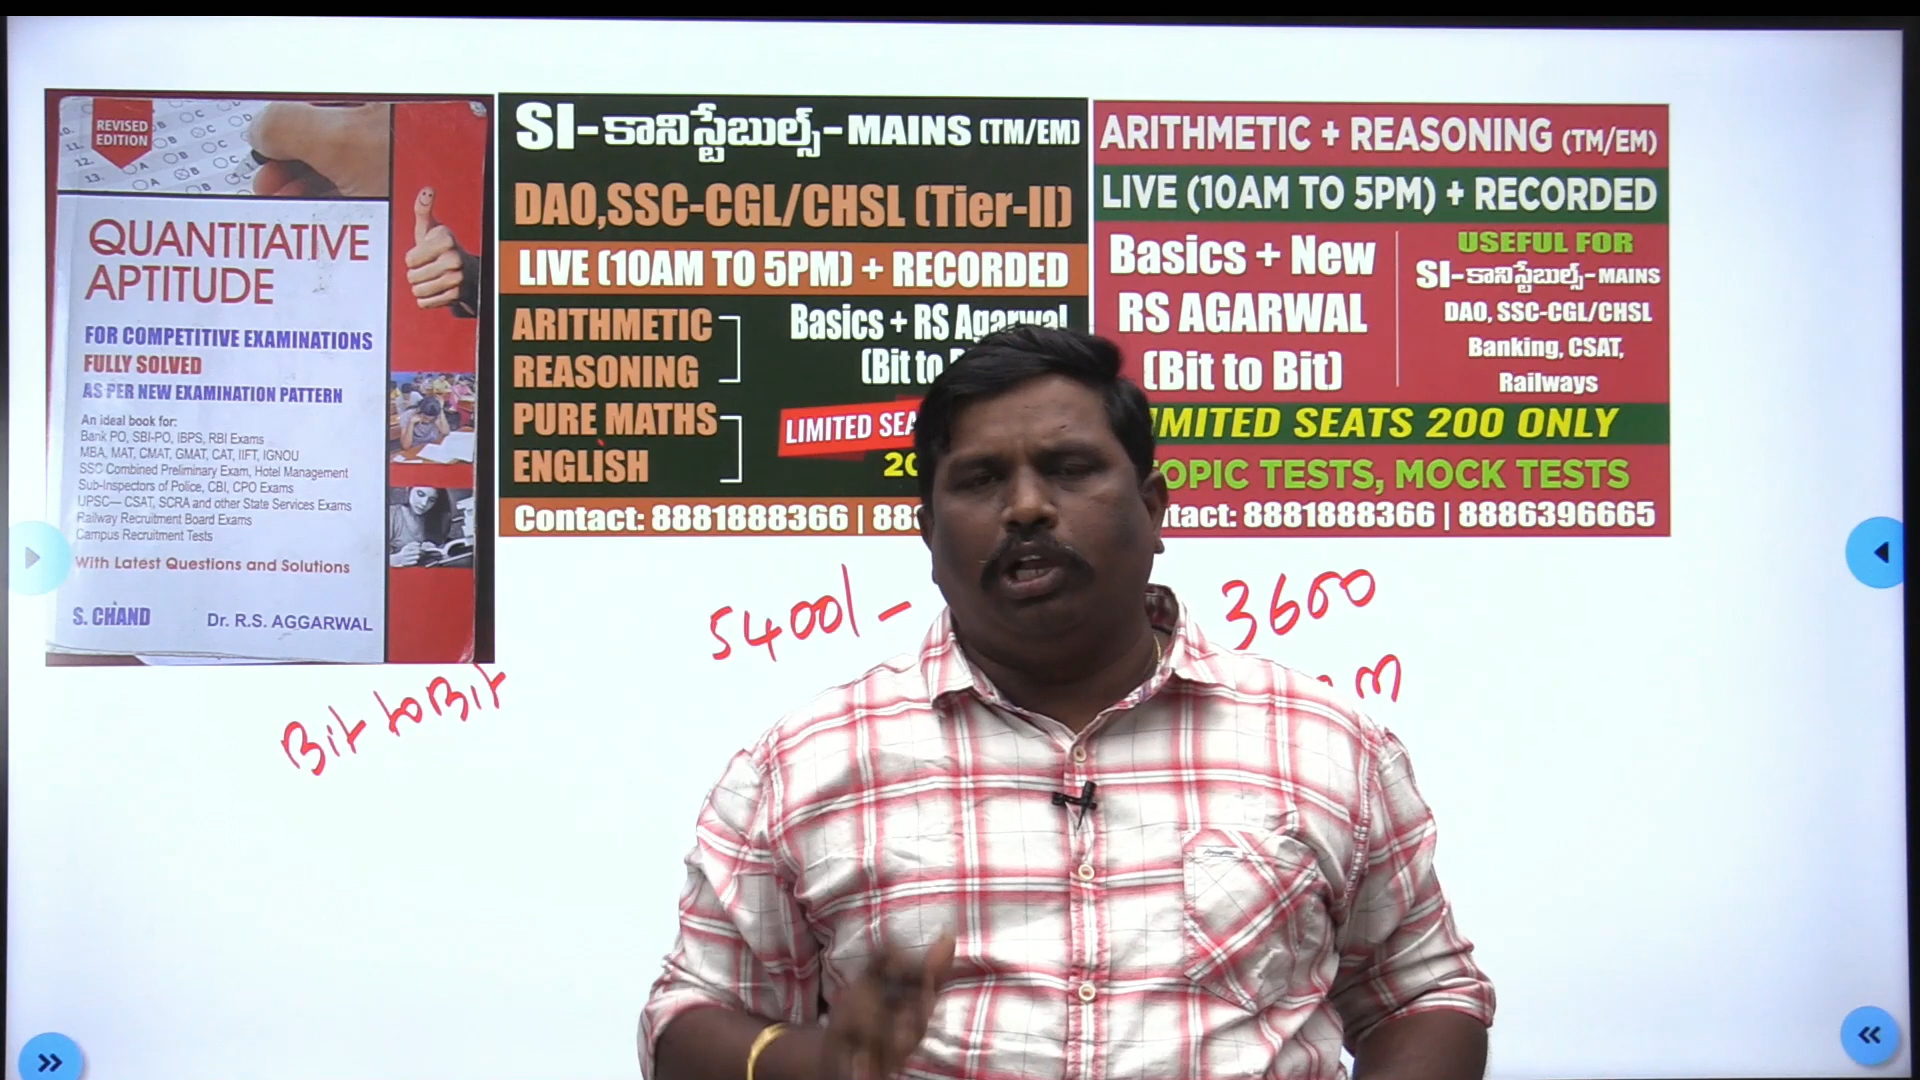 REVISED
EDITION
QUANTITATIVE
APTITUDE
FOR COMPETITIVE EXAMINATIONS
FULLY SOLVED
AS PER NEW EXAMINATION PATTERN
An ideal book for:
Bank PO, SBI-PO, IBPS, RBI Exams
MBA, MAT, CMAT, GMAT, CAT, IIFT, IGNOU
SSC Combined Preliminary Exam, Hotel Management
Sub-Inspectors of Police, CBI, CPO Exams
UPSC— CSAT, SCRA and other State Services Exams
Railway Recruitment Board Exams
Campus Recruitment Tests
With Latest Questions and Solutions
S. CHAND Dr. R.S. AGGARWAL
SI-కానిస్టేబుల్స్-MAINS (TM/EM)
DAO,SSC-CGL/CHSL (Tier-II)
LIVE (10AM TO 5PM) + RECORDED
ARITHMETIC
REASONING
Basics + RS Agarwal
(Bit to
PURE MATHS
ENGLISH
LIMITED
Contact: 8881888366 |
ARITHMETIC + REASONING (TM/EM)
LIVE (10AM TO 5PM) + RECORDED
Basics + New
RS AGARWAL
(Bit to Bit)
USEFUL FOR
SI-కానిస్టేబుల్స్-MAINS
DAO, SSC-CGL/CHSL
Banking, CSAT,
Railways
SEATS 200 ONLY
TESTS, MOCK TESTS
8881888366 | 8886396665
5400/-
3600
Bit to Bit